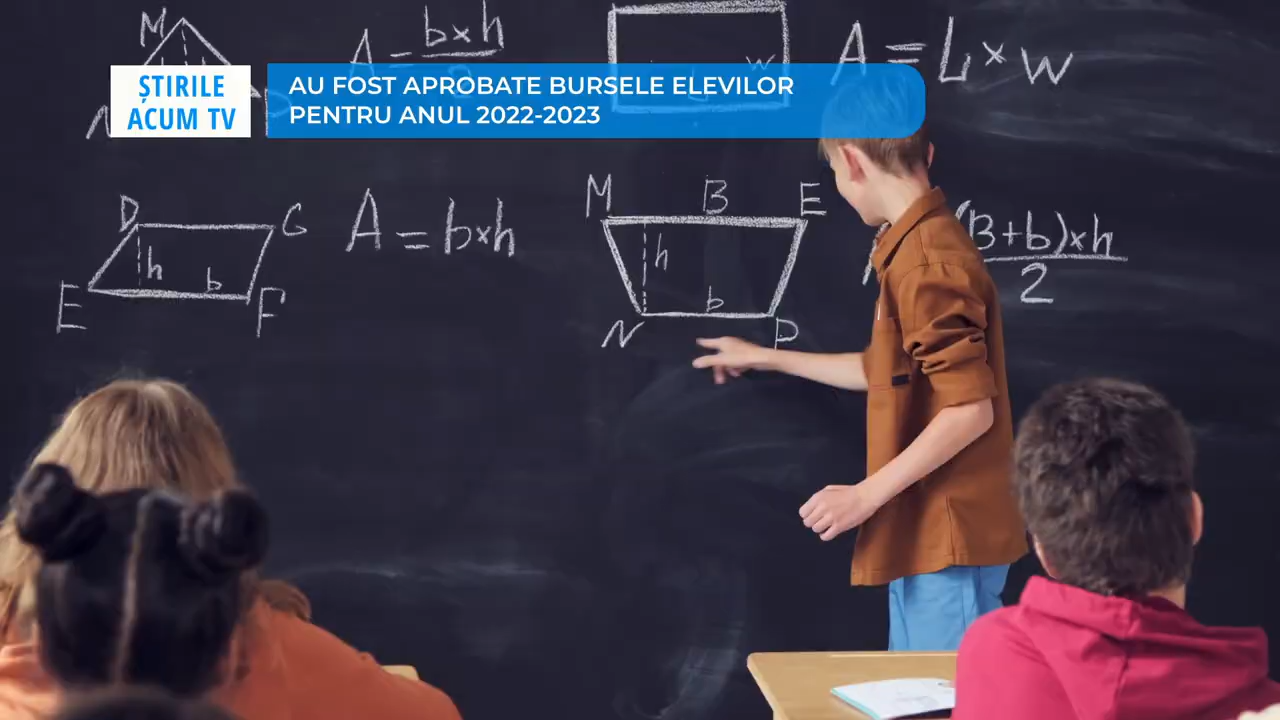 M
A = b×h
w
A = L×W
ȘTIRILE
ACUM TV
AU FOST APROBATE BURSELE ELEVILOR
PENTRU ANUL 2022-2023
D G
A = b×h
h b
E F
M B E
h
b
N P
(B+b)×h
2